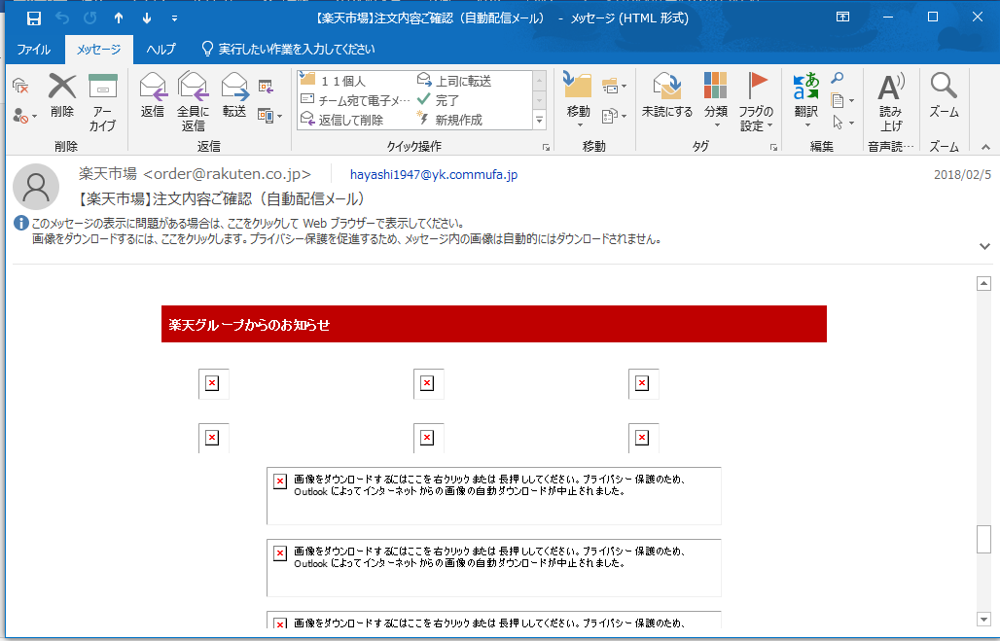 【楽天市場】注文内容ご確認（自動配信メール） - メッセージ (HTML 形式)
ファイル メッセージ ヘルプ 実行したい作業を入力してください
削除 アーカイブ 返信 全員に返信 転送
１１個人 上司に転送
チーム宛て電子メ… 完了
返信して削除 新規作成
移動 未読にする 分類 フラグの設定 翻訳 読み上げ ズーム
削除 返信 クイック操作 移動 タグ 編集 音声読… ズーム
楽天市場 <order@rakuten.co.jp> hayashi1947@yk.commufa.jp 2018/02/5
【楽天市場】注文内容ご確認（自動配信メール）
このメッセージの表示に問題がある場合は、ここをクリックして Web ブラウザーで表示してください。
画像をダウンロードするには、ここをクリックします。プライバシー保護を促進するため、メッセージ内の画像は自動的にはダウンロードされません。
楽天グループからのお知らせ
画像をダウンロードするにはここを右クリックまたは長押ししてください。プライバシー保護のため、
Outlook によってインターネットからの画像の自動ダウンロードが中止されました。
画像をダウンロードするにはここを右クリックまたは長押ししてください。プライバシー保護のため、
Outlook によってインターネットからの画像の自動ダウンロードが中止されました。
画像をダウンロードするにはここを右クリックまたは長押ししてください。プライバシー保護のため、